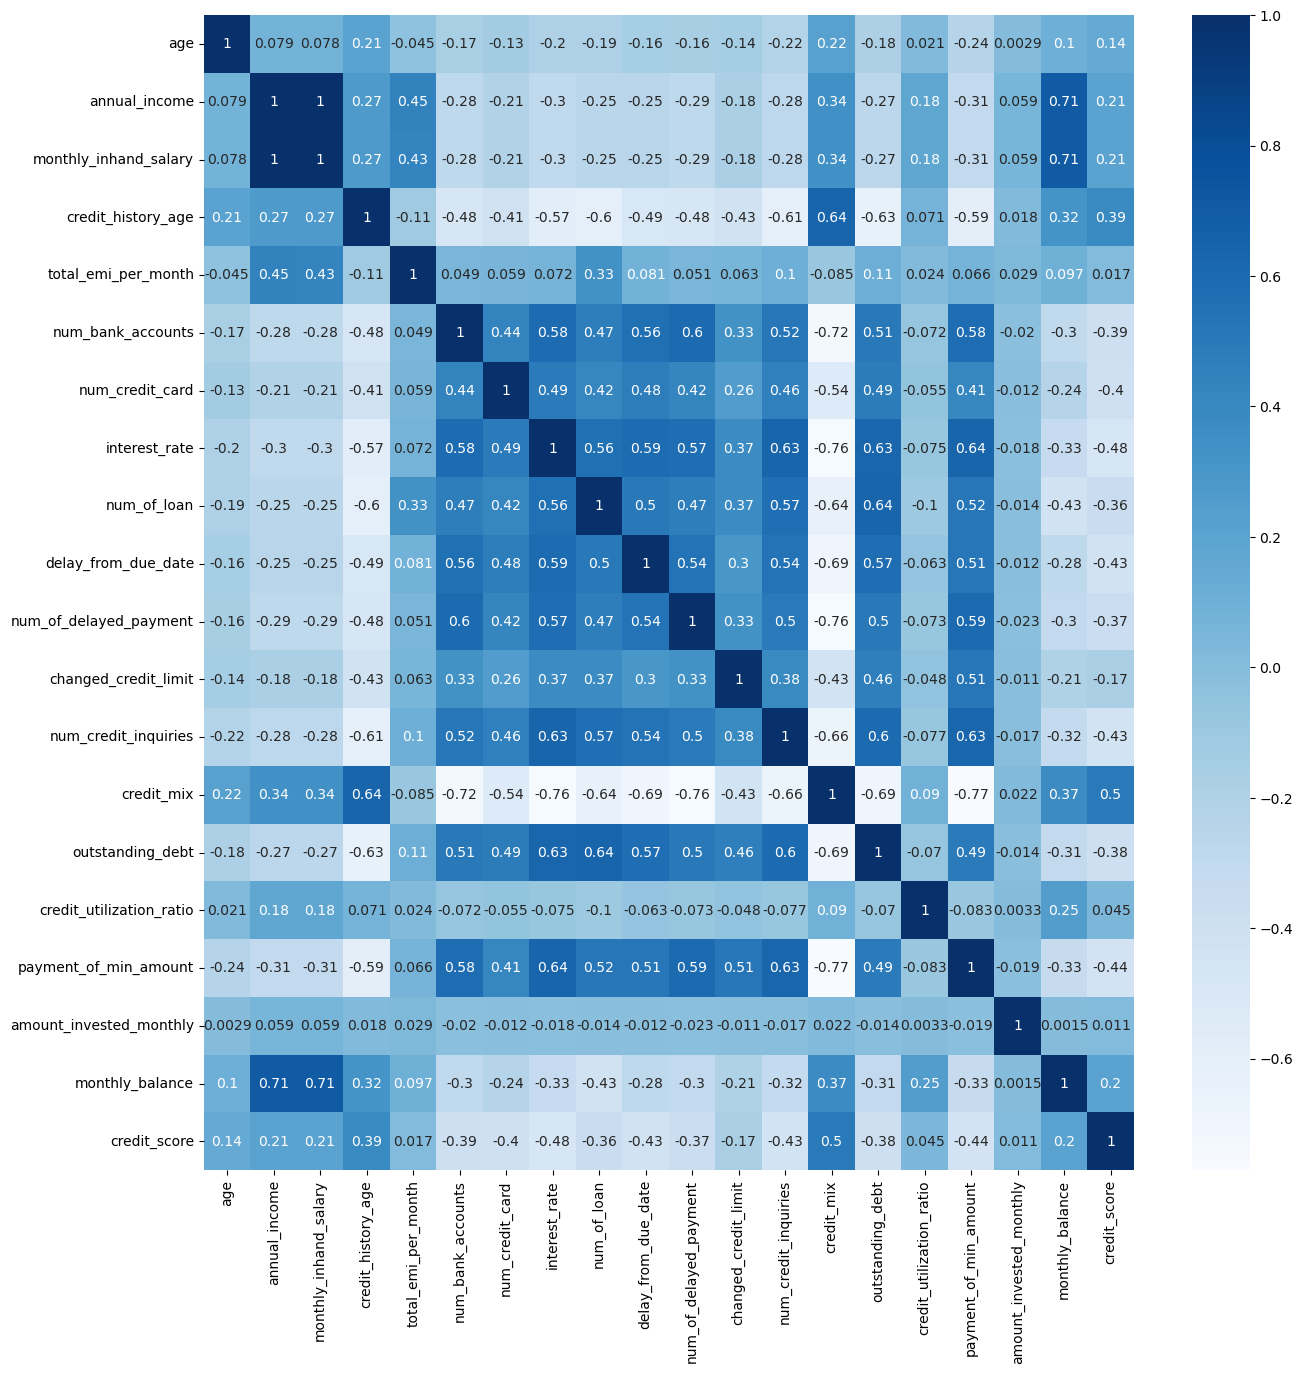 age 1 0.079 0.078 0.21 -0.045 -0.17 -0.13 -0.2 -0.19 -0.16 -0.16 -0.14 -0.22 0.22 -0.18 0.021 -0.24 0.0029 0.1 0.14
annual_income 0.079 1 1 0.27 0.45 -0.28 -0.21 -0.3 -0.25 -0.25 -0.29 -0.18 -0.28 0.34 -0.27 0.18 -0.31 0.059 0.71 0.21
monthly_inhand_salary 0.078 1 1 0.27 0.43 -0.28 -0.21 -0.3 -0.25 -0.25 -0.29 -0.18 -0.28 0.34 -0.27 0.18 -0.31 0.059 0.71 0.21
credit_history_age 0.21 0.27 0.27 1 -0.11 -0.48 -0.41 -0.57 -0.6 -0.49 -0.48 -0.43 -0.61 0.64 -0.63 0.071 -0.59 0.018 0.32 0.39
total_emi_per_month -0.045 0.45 0.43 -0.11 1 0.049 0.059 0.072 0.33 0.081 0.051 0.063 0.1 -0.085 0.11 0.024 0.066 0.029 0.097 0.017
num_bank_accounts -0.17 -0.28 -0.28 -0.48 0.049 1 0.44 0.58 0.47 0.56 0.6 0.33 0.52 -0.72 0.51 -0.072 0.58 -0.02 -0.3 -0.39
num_credit_card -0.13 -0.21 -0.21 -0.41 0.059 0.44 1 0.49 0.42 0.48 0.42 0.26 0.46 -0.54 0.49 -0.055 0.41 -0.012 -0.24 -0.4
interest_rate -0.2 -0.3 -0.3 -0.57 0.072 0.58 0.49 1 0.56 0.59 0.57 0.37 0.63 -0.76 0.63 -0.075 0.64 -0.018 -0.33 -0.48
num_of_loan -0.19 -0.25 -0.25 -0.6 0.33 0.47 0.42 0.56 1 0.5 0.47 0.37 0.57 -0.64 0.64 -0.1 0.52 -0.014 -0.43 -0.36
delay_from_due_date -0.16 -0.25 -0.25 -0.49 0.081 0.56 0.48 0.59 0.5 1 0.54 0.3 0.54 -0.69 0.57 -0.063 0.51 -0.012 -0.28 -0.43
num_of_delayed_payment -0.16 -0.29 -0.29 -0.48 0.051 0.6 0.42 0.57 0.47 0.54 1 0.33 0.5 -0.76 0.5 -0.073 0.59 -0.023 -0.3 -0.37
changed_credit_limit -0.14 -0.18 -0.18 -0.43 0.063 0.33 0.26 0.37 0.37 0.3 0.33 1 0.38 -0.43 0.46 -0.048 0.51 -0.011 -0.21 -0.17
num_credit_inquiries -0.22 -0.28 -0.28 -0.61 0.1 0.52 0.46 0.63 0.57 0.54 0.5 0.38 1 -0.66 0.6 -0.077 0.63 -0.017 -0.32 -0.43
credit_mix 0.22 0.34 0.34 0.64 -0.085 -0.72 -0.54 -0.76 -0.64 -0.69 -0.76 -0.43 -0.66 1 -0.69 0.09 -0.77 0.022 0.37 0.5
outstanding_debt -0.18 -0.27 -0.27 -0.63 0.11 0.51 0.49 0.63 0.64 0.57 0.5 0.46 0.6 -0.69 1 -0.07 0.49 -0.014 -0.31 -0.38
credit_utilization_ratio 0.021 0.18 0.18 0.071 0.024 -0.072 -0.055 -0.075 -0.1 -0.063 -0.073 -0.048 -0.077 0.09 -0.07 1 -0.083 0.0033 0.25 0.045
payment_of_min_amount -0.24 -0.31 -0.31 -0.59 0.066 0.58 0.41 0.64 0.52 0.51 0.59 0.51 0.63 -0.77 0.49 -0.083 1 -0.019 -0.33 -0.44
amount_invested_monthly 0.0029 0.059 0.059 0.018 0.029 -0.02 -0.012 -0.018 -0.014 -0.012 -0.023 -0.011 -0.017 0.022 -0.014 0.0033 -0.019 1 0.0015 0.011
monthly_balance 0.1 0.71 0.71 0.32 0.097 -0.3 -0.24 -0.33 -0.43 -0.28 -0.3 -0.21 -0.32 0.37 -0.31 0.25 -0.33 0.0015 1 0.2
credit_score 0.14 0.21 0.21 0.39 0.017 -0.39 -0.4 -0.48 -0.36 -0.43 -0.37 -0.17 -0.43 0.5 -0.38 0.045 -0.44 0.011 0.2 1
age
annual_income
monthly_inhand_salary
credit_history_age
total_emi_per_month
num_bank_accounts
num_credit_card
interest_rate
num_of_loan
delay_from_due_date
num_of_delayed_payment
changed_credit_limit
num_credit_inquiries
credit_mix
outstanding_debt
credit_utilization_ratio
payment_of_min_amount
amount_invested_monthly
monthly_balance
credit_score
1.0
0.8
0.6
0.4
0.2
0.0
−0.2
−0.4
−0.6